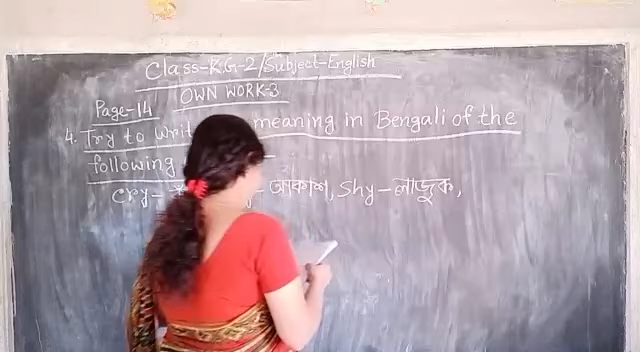 Class-K.G-2/Subject-English
OWN WORK-3
Page-14
4. Try to writ meaning in Bengali of the
following
cry- - আকাশ, Shy - লাজুক,